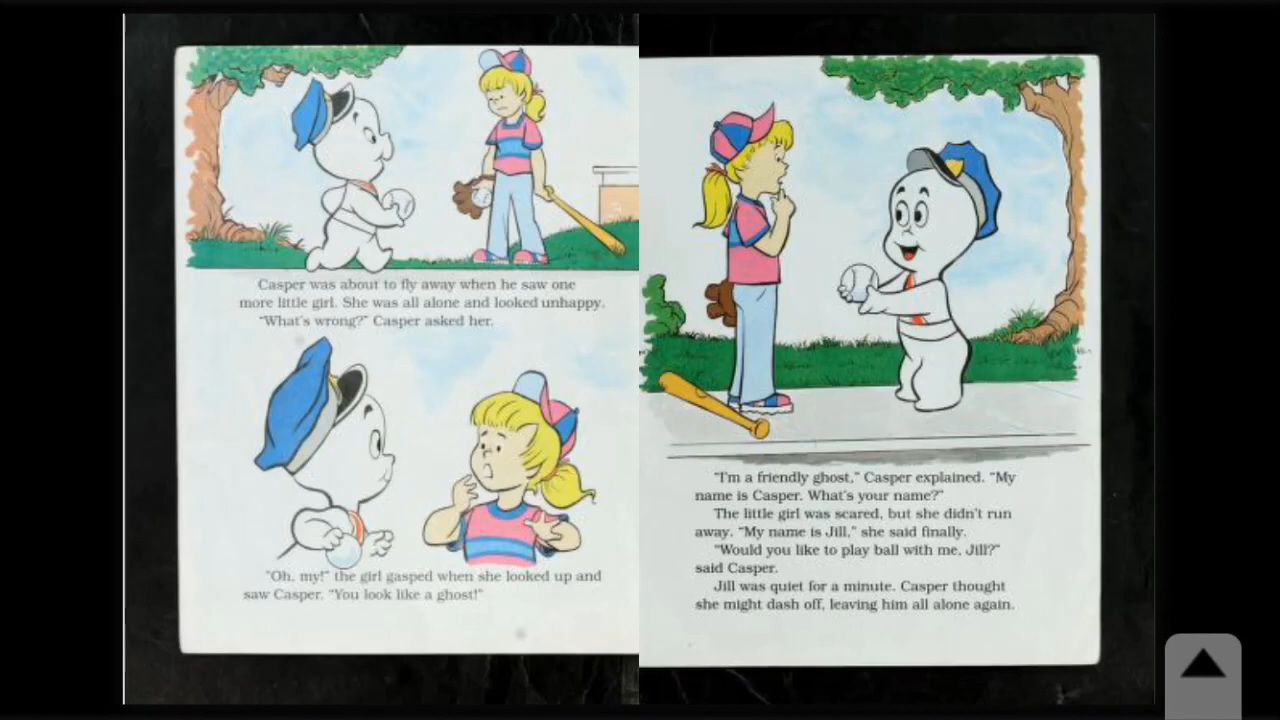 Casper was about to fly away when he saw one
more little girl. She was all alone and looked unhappy.
"What's wrong?" Casper asked her.
"Oh, my!" the girl gasped when she looked up and
saw Casper. "You look like a ghost!"
"I'm a friendly ghost," Casper explained. "My
name is Casper. What's your name?"
The little girl was scared, but she didn't run
away. "My name is Jill," she said finally.
"Would you like to play ball with me, Jill?"
said Casper.
Jill was quiet for a minute. Casper thought
she might dash off, leaving him all alone again.